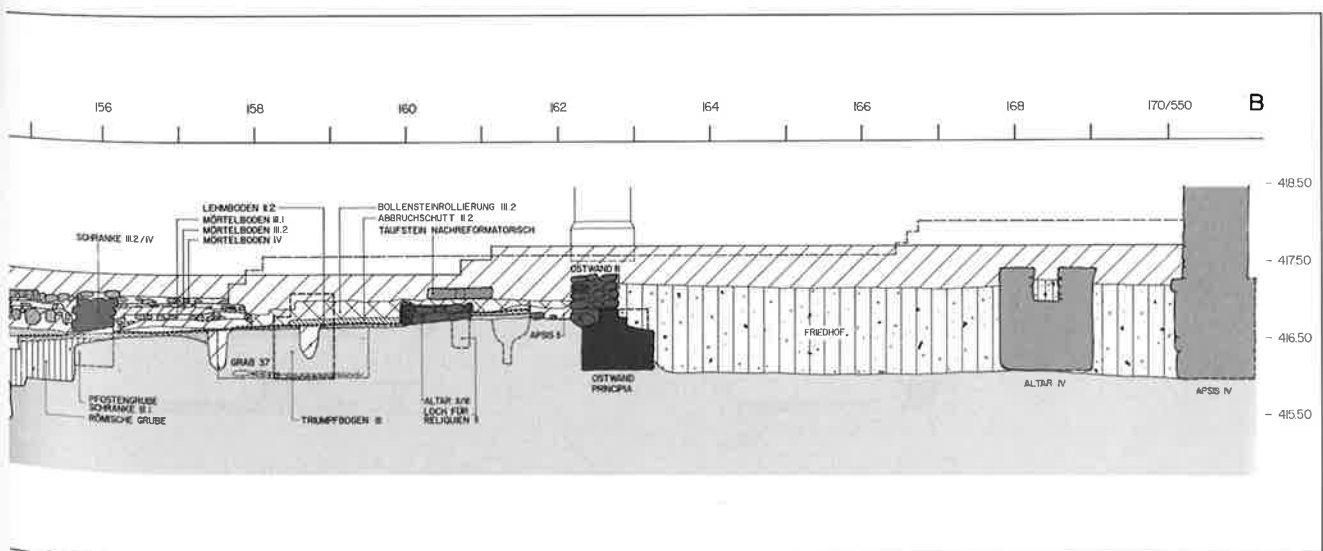 156 158 160 162 164 166 168 170/550 B
- 418.50
LEHMBODEN II.2
MÖRTELBODEN III.1
MÖRTELBODEN III.2
MÖRTELBODEN IV
BOLLENSTEINROLLIERUNG III.2
ABBRUCHSCHUTT II.2
TAUFSTEIN NACHREFORMATORISCH
SCHRANKE III.2/IV
- 417.50
OSTWAND III
FRIEDHOF.
APSIS II
- 416.50
GRAB 37
OSTWAND
PRINCIPIA
ALTAR IV
APSIS IV
PFOSTENGRUBE
SCHRANKE III.1
RÖMISCHE GRUBE
TRIUMPFBOGEN III
ALTAR II/III
LOCH FÜR
RELIQUIEN II
- 415.50